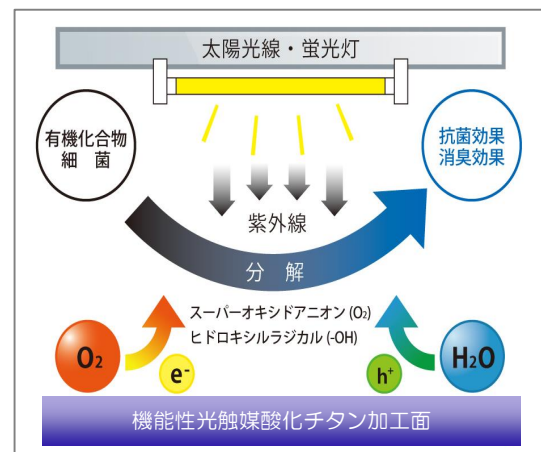 太陽光線・蛍光灯
有機化合物
細　菌
抗菌効果
消臭効果
紫外線
分　解
スーパーオキシドアニオン(O₂)
ヒドロキシルラジカル(-OH)
O₂
e⁻
h⁺
H₂O
機能性光触媒酸化チタン加工面